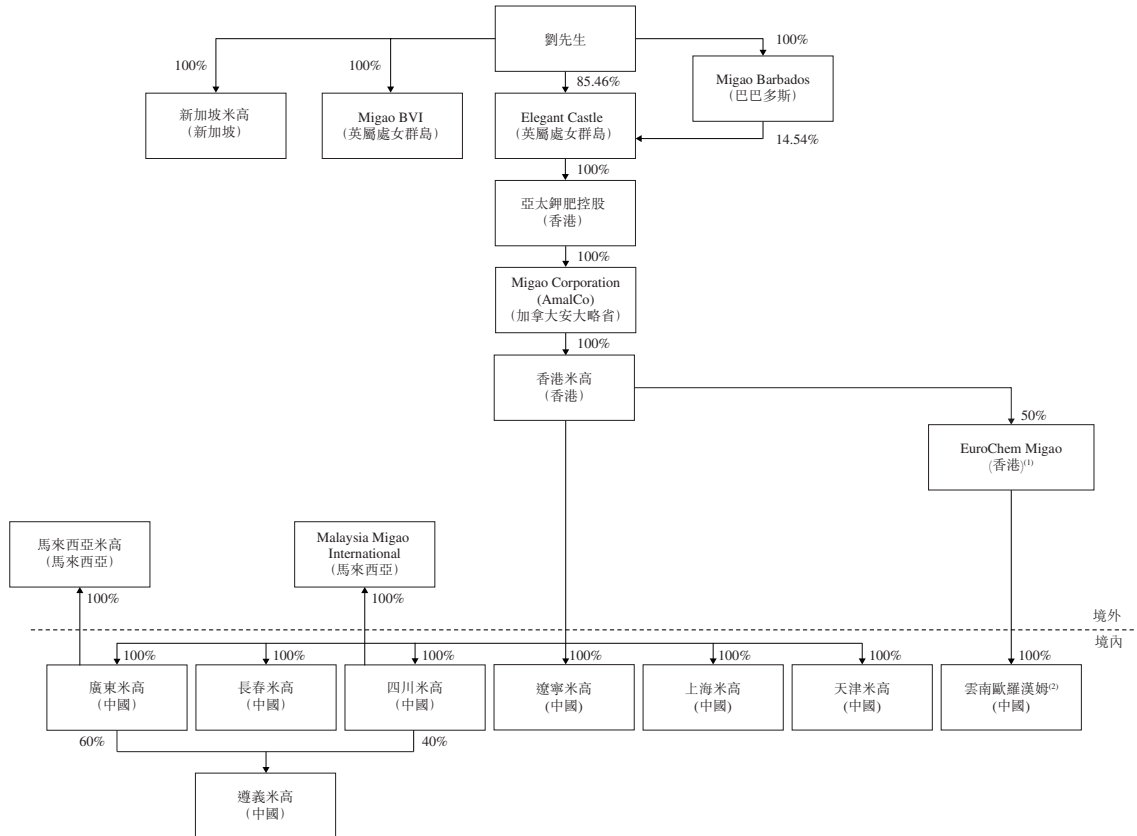 劉先生
100%
100%
85.46%
100%
新加坡米高
(新加坡)
Migao BVI
(英屬處女群島)
Elegant Castle
(英屬處女群島)
Migao Barbados
(巴巴多斯)
14.54%
100%
亞太鉀肥控股
(香港)
100%
Migao Corporation
(AmalCo)
(加拿大安大略省)
100%
香港米高
(香港)
50%
EuroChem Migao
(香港)(1)
馬來西亞米高
(馬來西亞)
Malaysia Migao
International
(馬來西亞)
100%
100%
境外
境內
100%
100%
100%
100%
100%
100%
100%
廣東米高
(中國)
長春米高
(中國)
四川米高
(中國)
遼寧米高
(中國)
上海米高
(中國)
天津米高
(中國)
雲南歐羅漢姆(2)
(中國)
60%
40%
遵義米高
(中國)